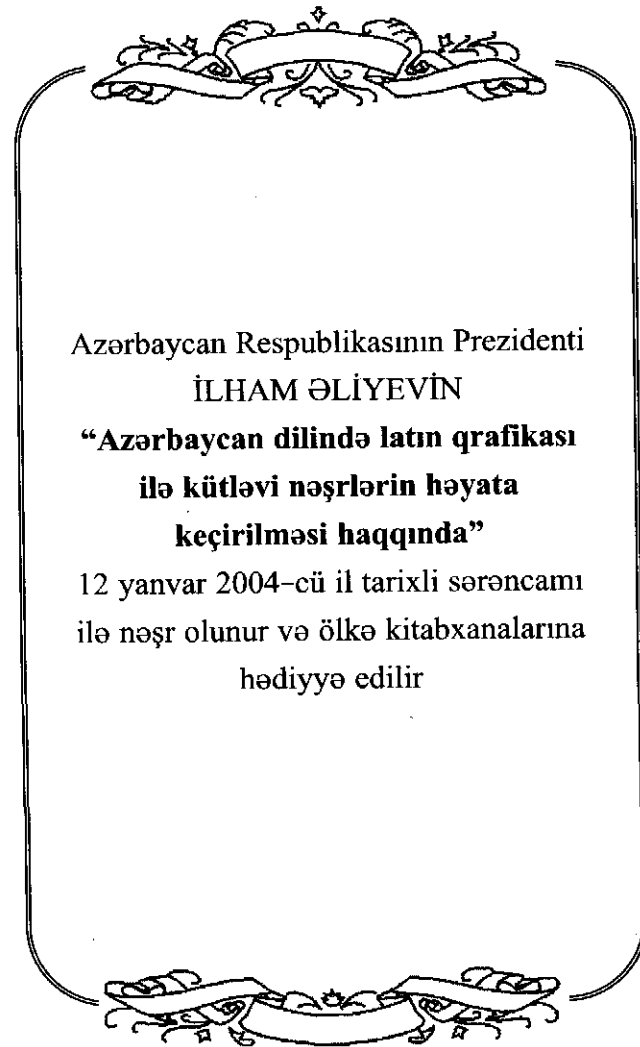 Azərbaycan Respublikasının Prezidenti
İLHAM ƏLİYEVİN
“Azərbaycan dilində latın qrafikası
ilə kütləvi nəşrlərin həyata
keçirilməsi haqqında”
12 yanvar 2004-cü il tarixli sərəncamı
ilə nəşr olunur və ölkə kitabxanalarına
hədiyyə edilir